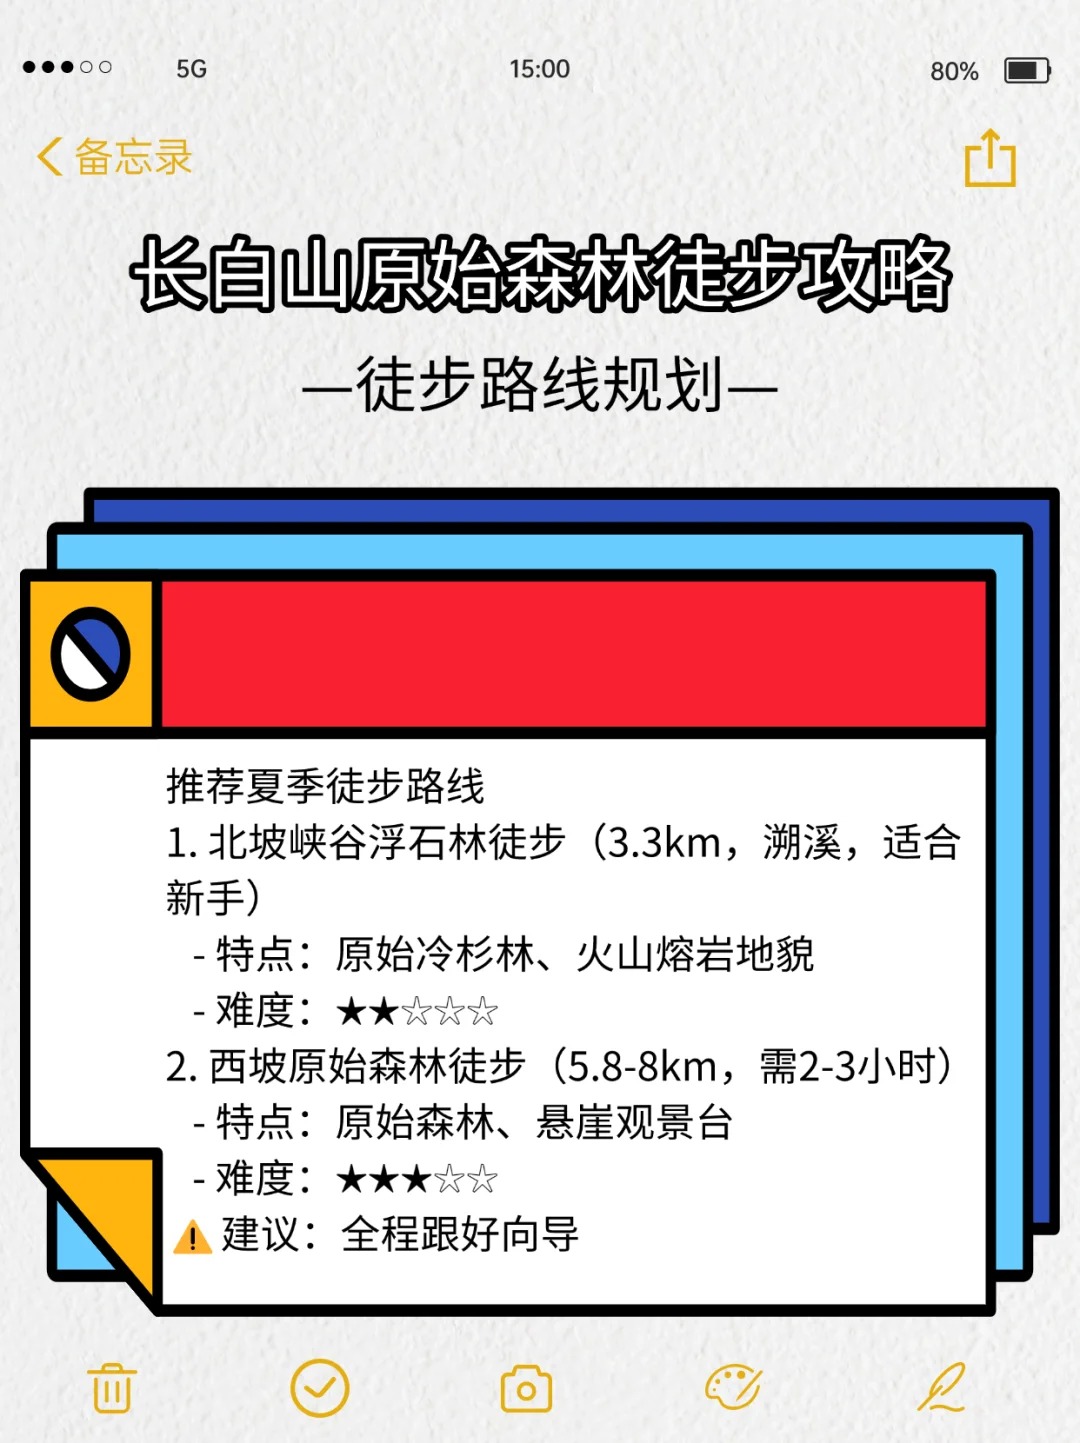 5G
15:00
80%
备忘录
长白山原始森林徒步攻略
—徒步路线规划—
推荐夏季徒步路线
1. 北坡峡谷浮石林徒步（3.3km，溯溪，适合
新手）
- 特点：原始冷杉林、火山熔岩地貌
- 难度：★★☆☆☆
2. 西坡原始森林徒步（5.8-8km，需2-3小时）
- 特点：原始森林、悬崖观景台
- 难度：★★★☆☆
⚠️ 建议：全程跟好向导